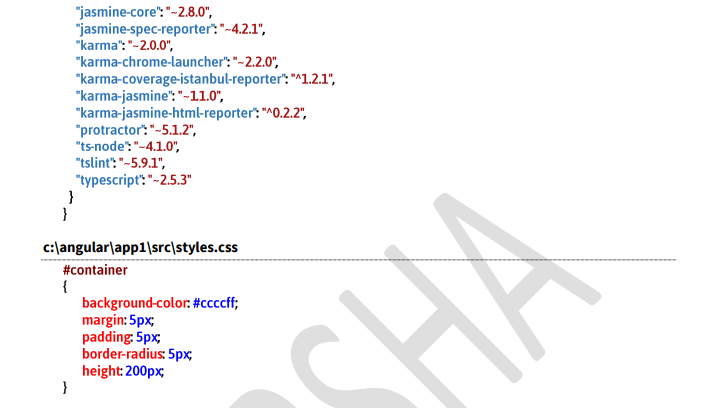 "jasmine-core": "~2.8.0",
"jasmine-spec-reporter": "~4.2.1",
"karma": "~2.0.0",
"karma-chrome-launcher": "~2.2.0",
"karma-coverage-istanbul-reporter": "^1.2.1",
"karma-jasmine": "~1.1.0",
"karma-jasmine-html-reporter": "^0.2.2",
"protractor": "~5.1.2",
"ts-node": "~4.1.0",
"tslint": "~5.9.1",
"typescript": "~2.5.3"
}
}
c:\angular\app1\src\styles.css
#container
{
background-color: #ccccff;
margin: 5px;
padding: 5px;
border-radius: 5px;
height: 200px;
}
SHA